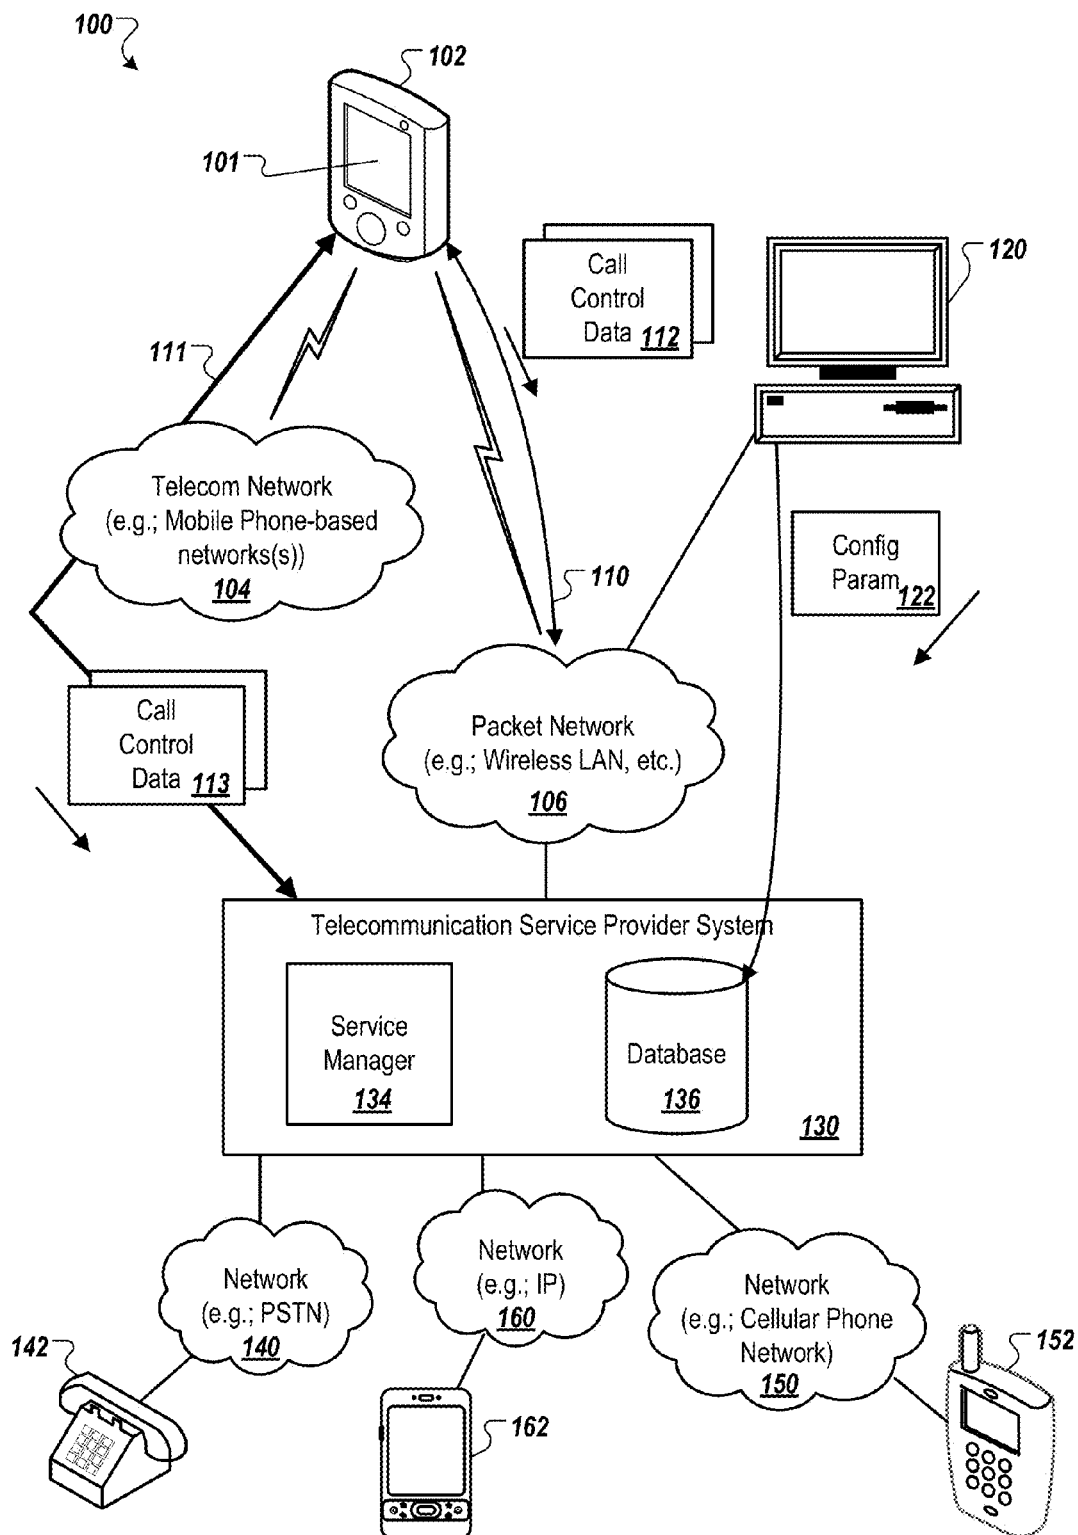 100
102
101
Call
Control
Data 112
120
111
Telecom Network
(e.g.; Mobile Phone-based
networks(s))
104
Config
Param
122
110
Call
Control
Data 113
Packet Network
(e.g.; Wireless LAN, etc.)
106
Telecommunication Service Provider System
Service
Manager
134
Database
136
130
Network
(e.g.; PSTN)
140
Network
(e.g.; IP)
160
Network
(e.g.; Cellular Phone
Network)
150
142
162
152